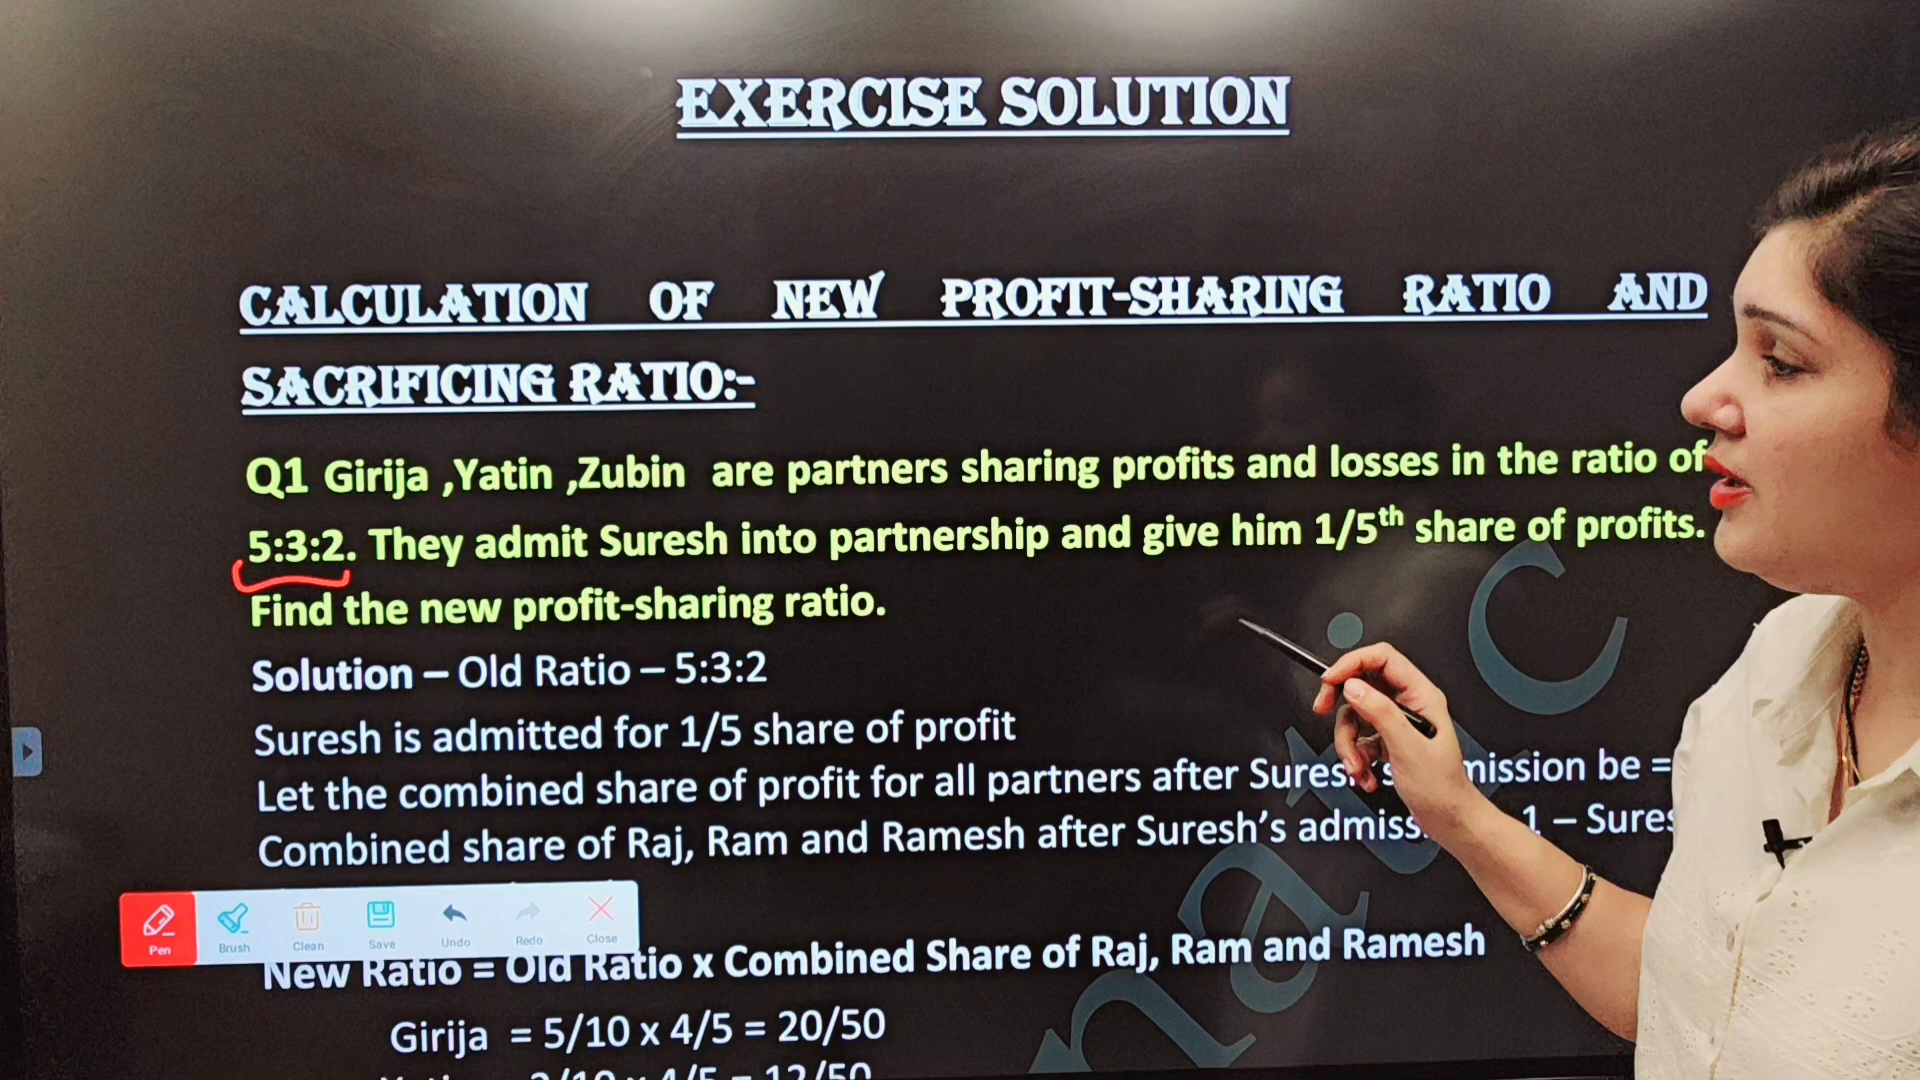 EXERCISE SOLUTION
CALCULATION OF NEW PROFIT-SHARING RATIO AND
SACRIFICING RATIO:-
Q1 Girija ,Yatin ,Zubin are partners sharing profits and losses in the ratio of
5:3:2. They admit Suresh into partnership and give him 1/5th share of profits.
Find the new profit-sharing ratio.
Solution – Old Ratio – 5:3:2
Suresh is admitted for 1/5 share of profit
Let the combined share of profit for all partners after be =
Combined share of Raj, Ram and Ramesh after Suresh's 1 –
Pen Brush Clean Save Undo Redo Close
New Ratio = Old Ratio x Combined Share of Raj, Ram and Ramesh
Girija = 5/10 x 4/5 = 20/50